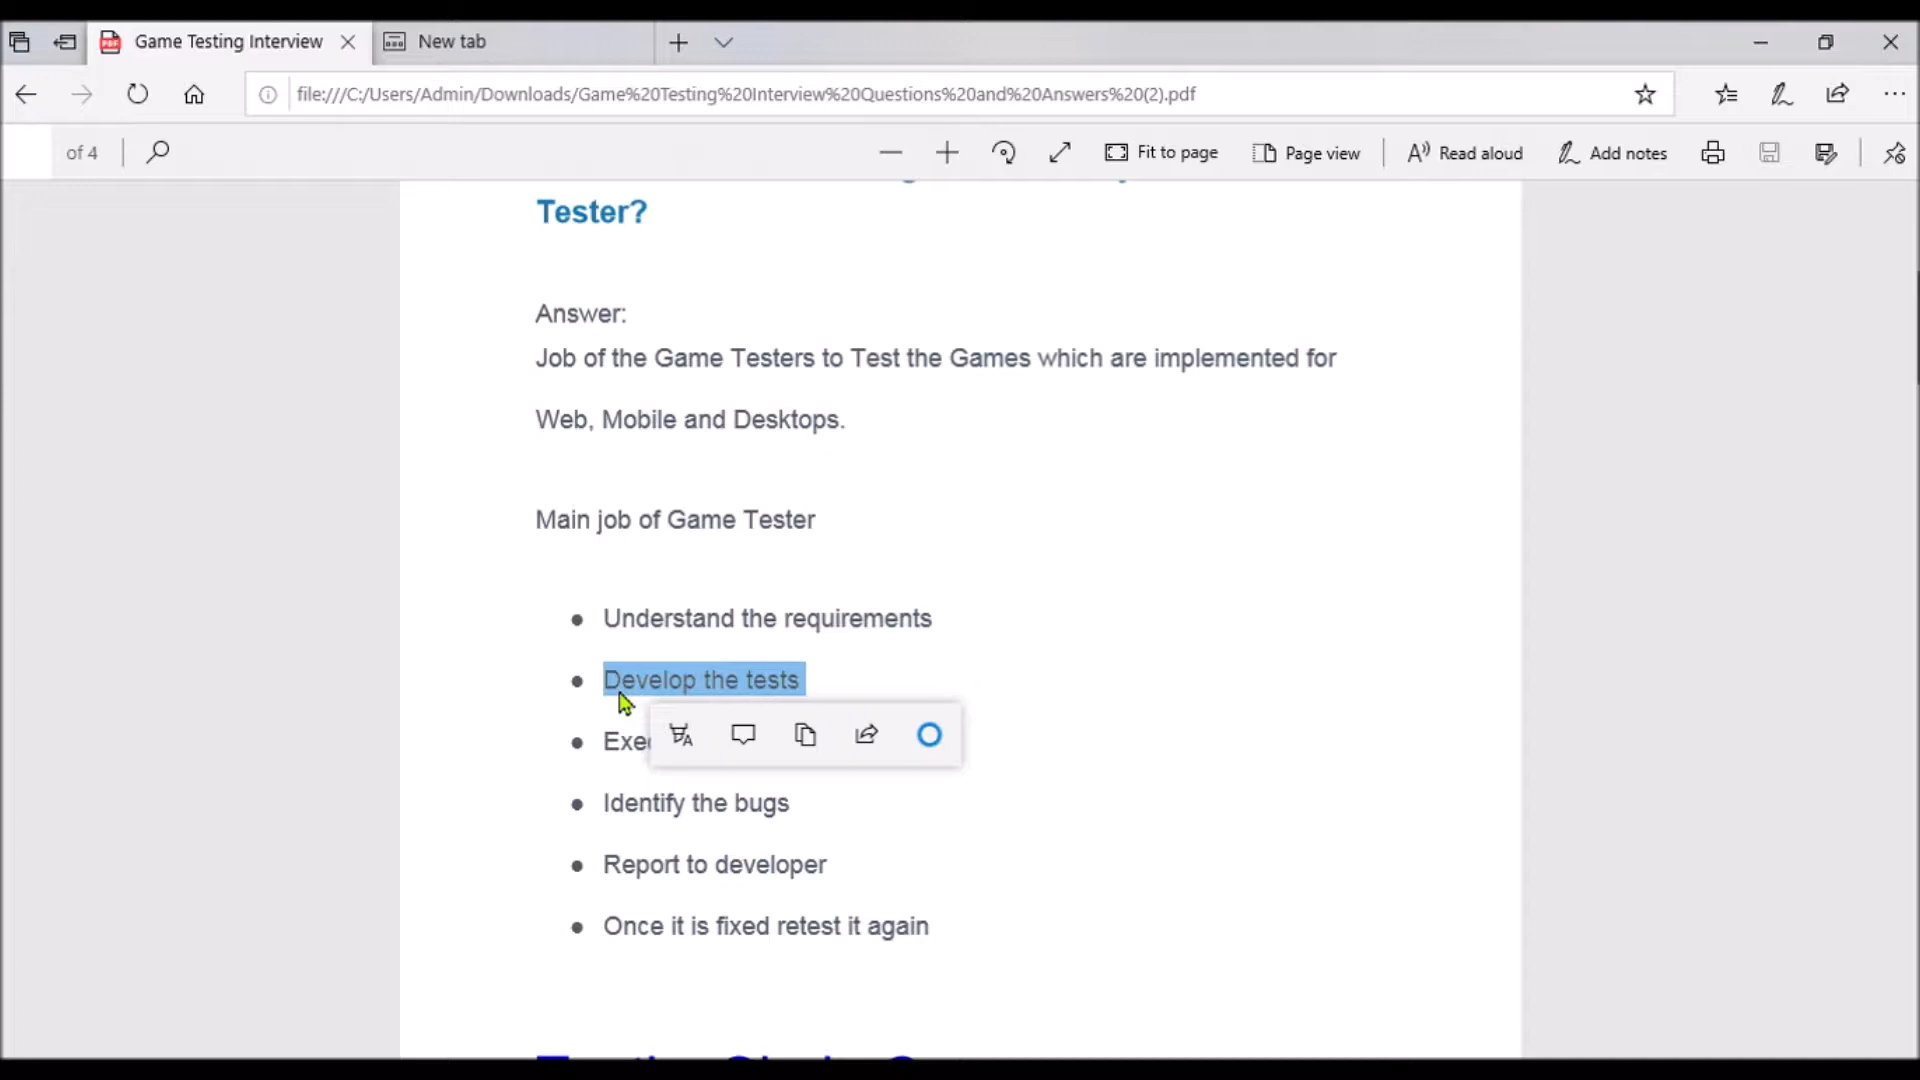 Game Testing Interview
New tab
file:///C:/Users/Admin/Downloads/Game%20Testing%20Interview%20Questions%20and%20Answers%20(2).pdf
of 4
Fit to page
Page view
Read aloud
Add notes
Tester?
Answer:
Job of the Game Testers to Test the Games which are implemented for
Web, Mobile and Desktops.
Main job of Game Tester
● Understand the requirements
● Develop the tests
● Exec
● Identify the bugs
● Report to developer
● Once it is fixed retest it again